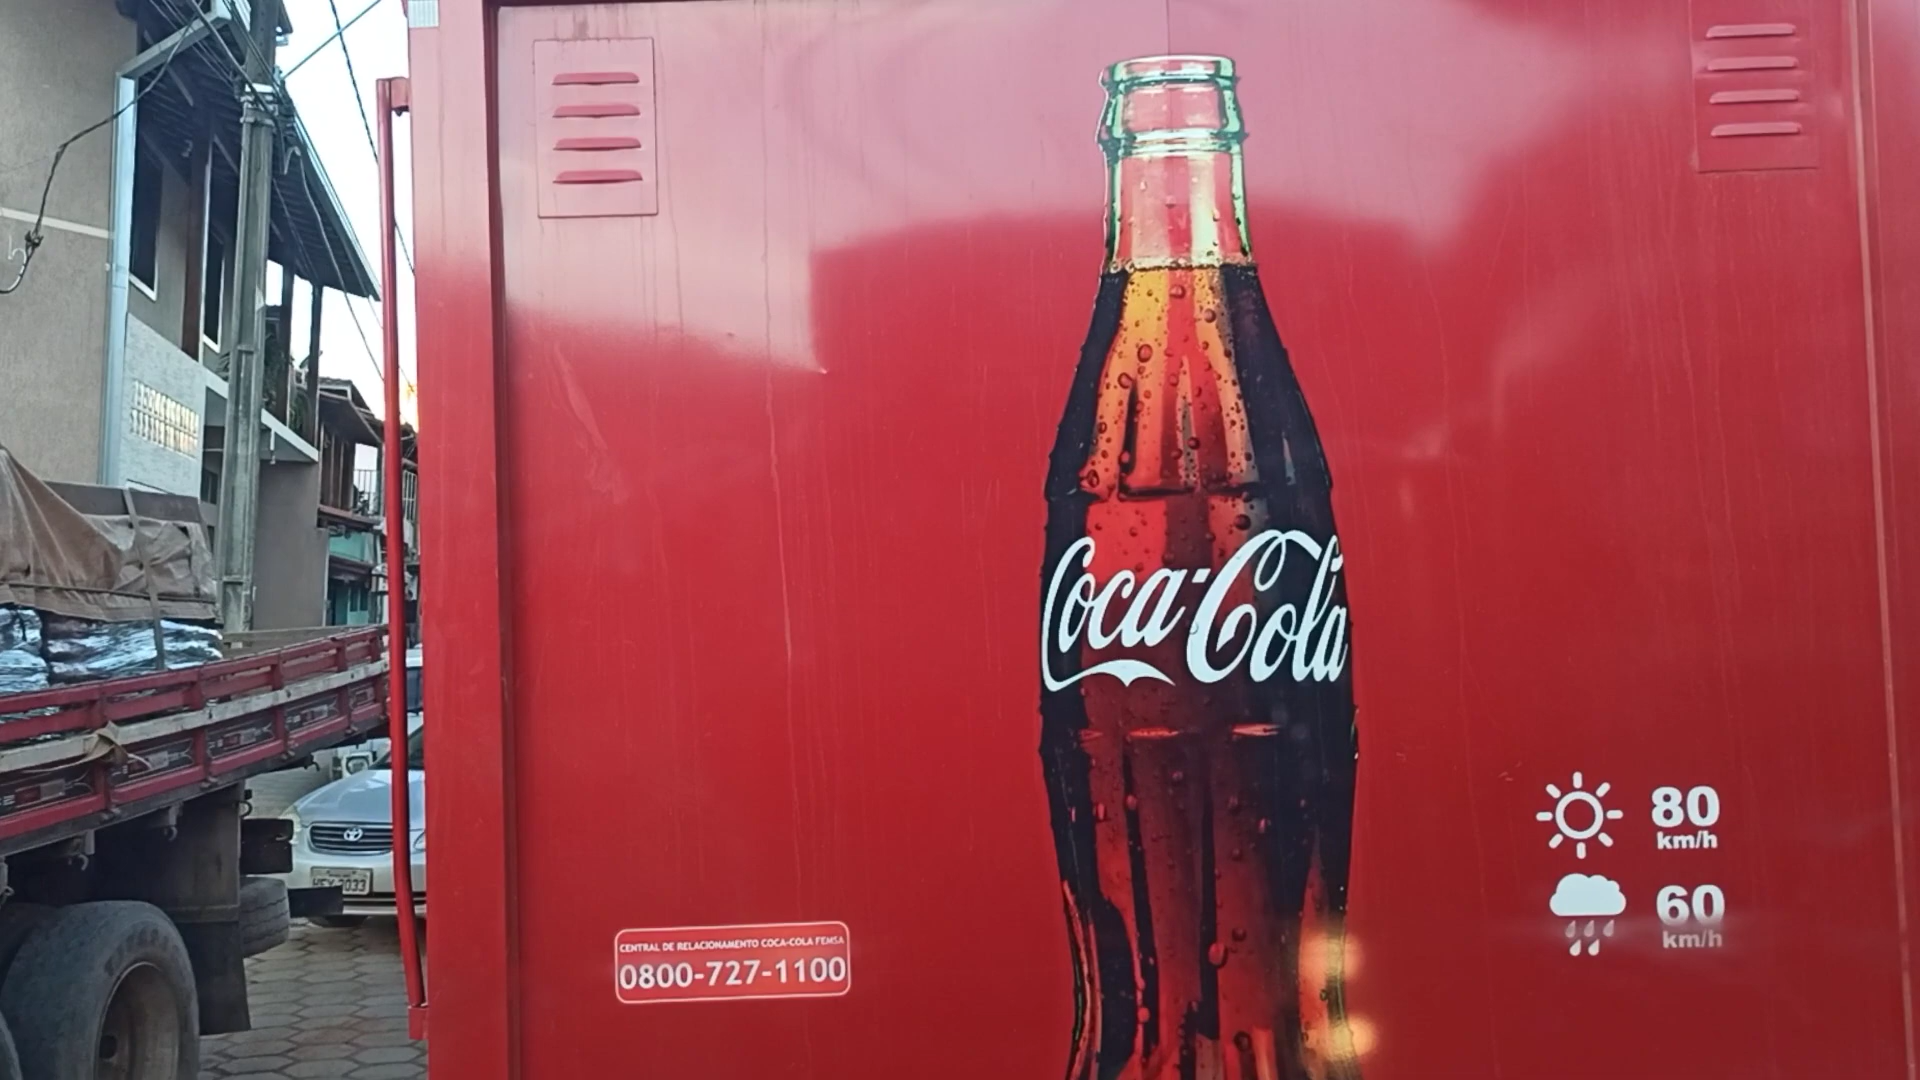 Coca-Cola
80
km/h
60
km/h
CENTRAL DE RELACIONAMENTO COCA-COLA FEMSA
0800-727-1100